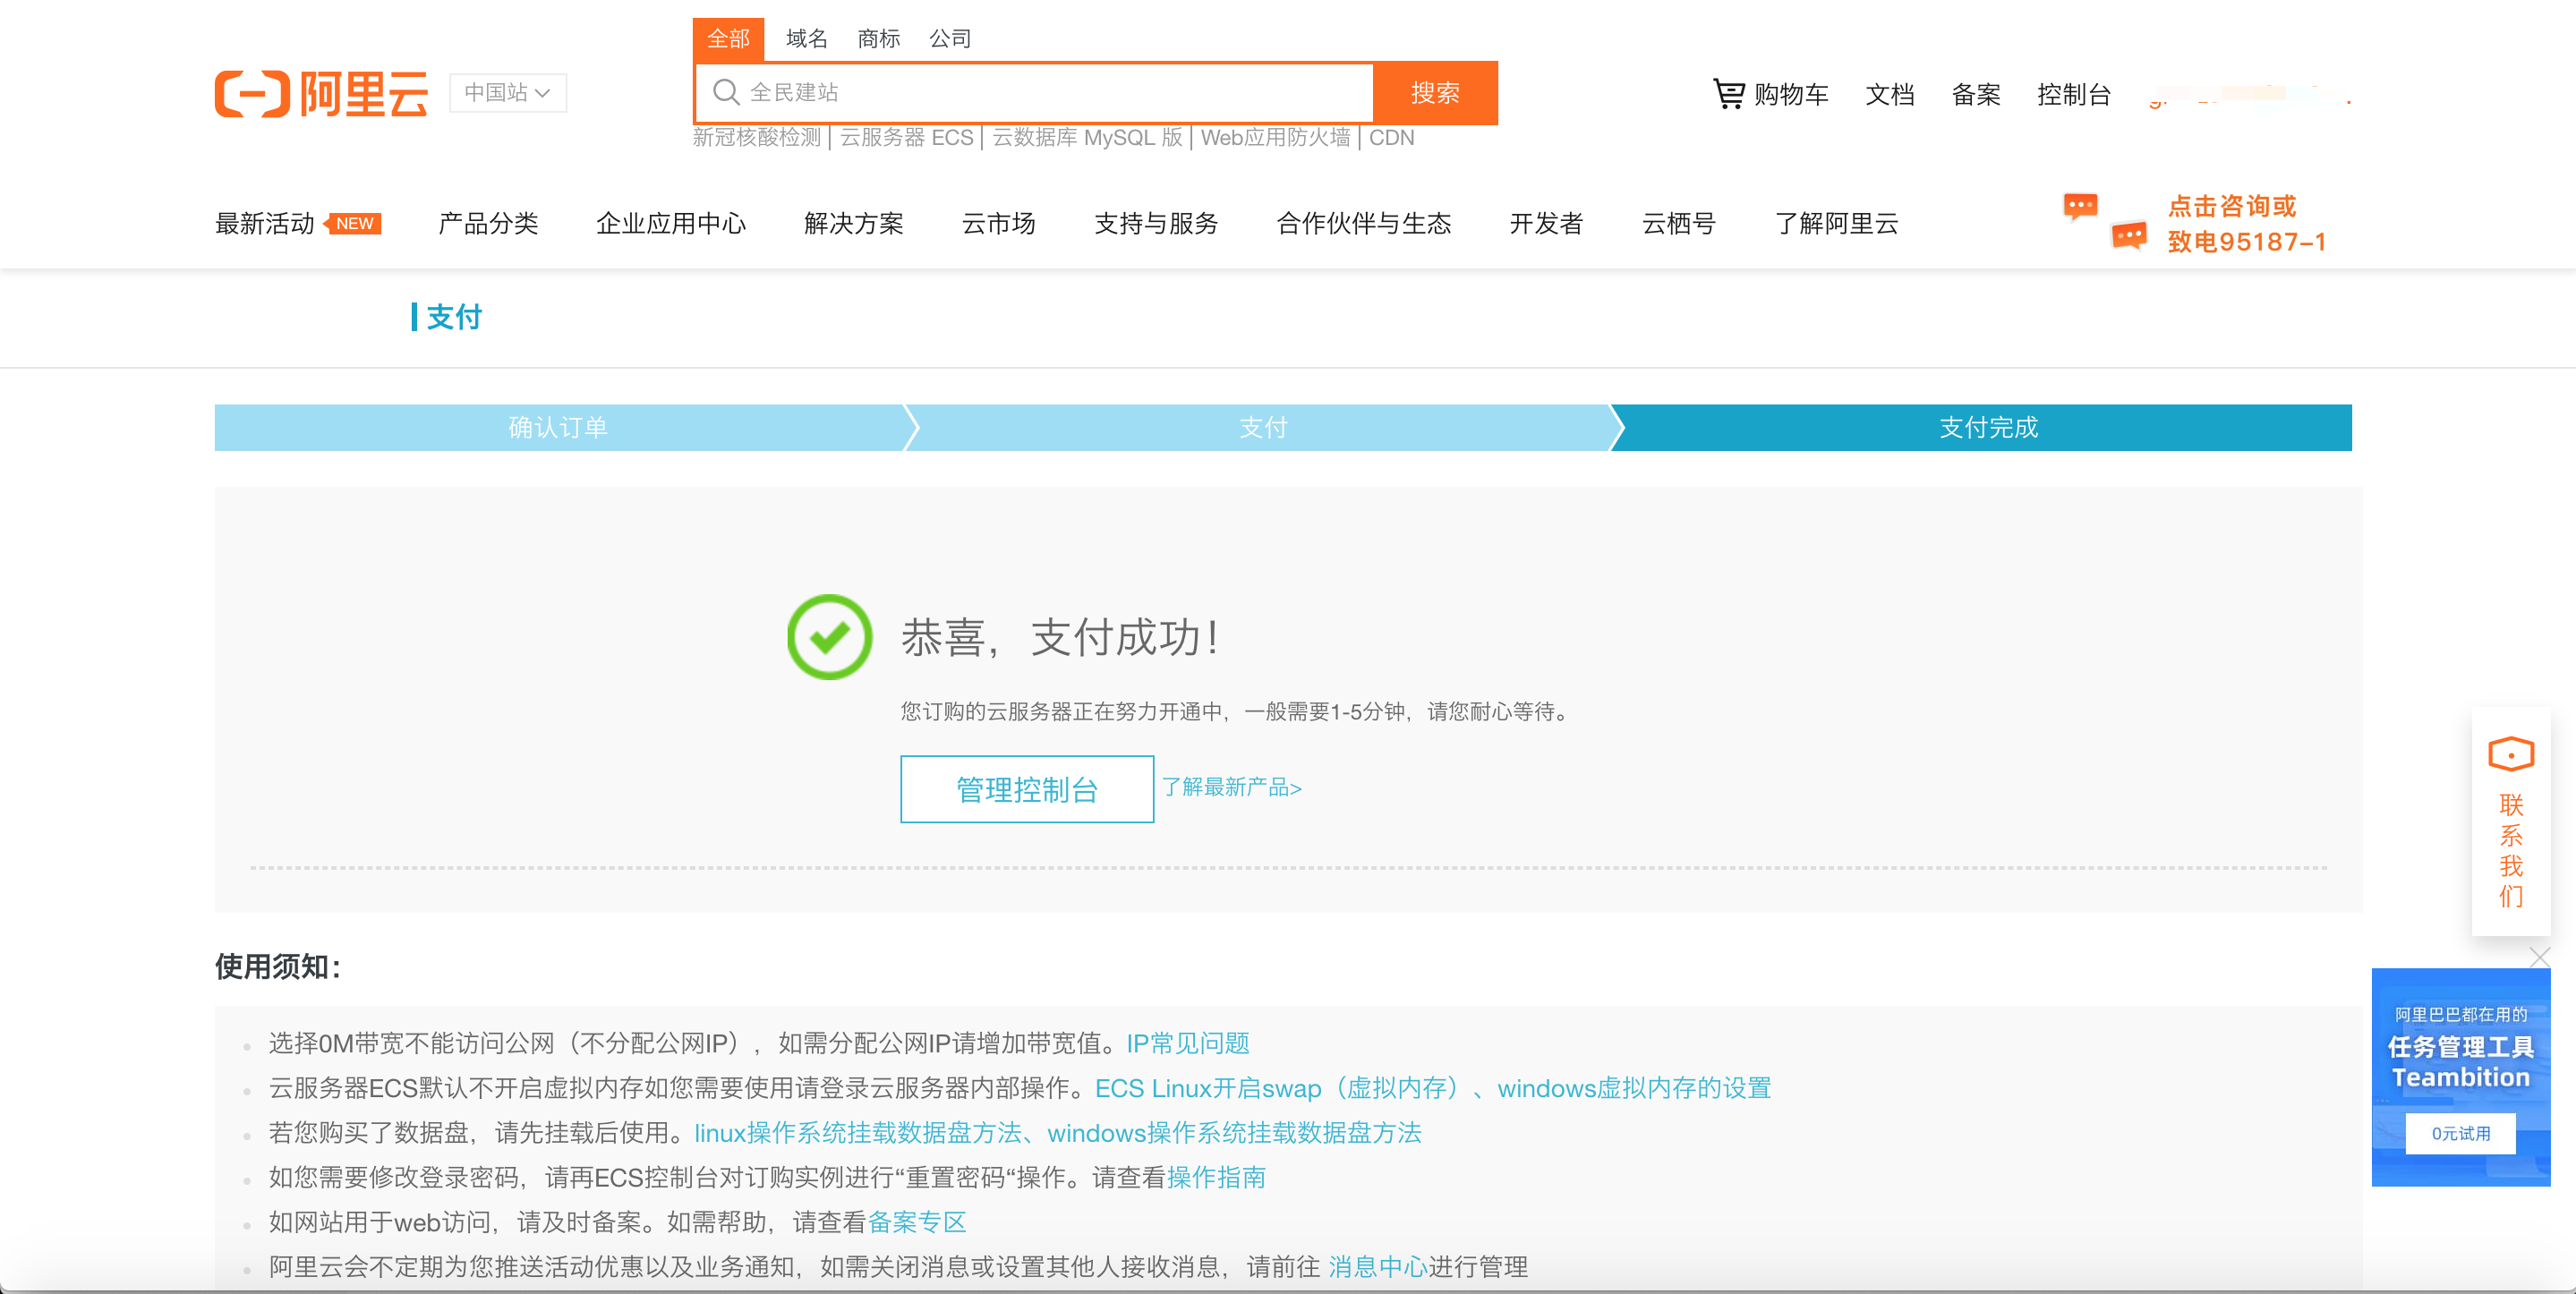 全部 域名 商标 公司
阿里云 中国站 全民建站 搜索 购物车 文档 备案 控制台
新冠核酸检测 | 云服务器 ECS | 云数据库 MySQL 版 | Web应用防火墙 | CDN
最新活动 NEW 产品分类 企业应用中心 解决方案 云市场 支持与服务 合作伙伴与生态 开发者 云栖号 了解阿里云
点击咨询或
致电95187-1
支付
确认订单 支付 支付完成
恭喜，支付成功！
您订购的云服务器正在努力开通中，一般需要1-5分钟，请您耐心等待。
管理控制台 了解最新产品>
联
系
我
们
使用须知：
选择0M带宽不能访问公网（不分配公网IP），如需分配公网IP请增加带宽值。IP常见问题
云服务器ECS默认不开启虚拟内存如您需要使用请登录云服务器内部操作。ECS Linux开启swap（虚拟内存）、windows虚拟内存的设置
若您购买了数据盘，请先挂载后使用。linux操作系统挂载数据盘方法、windows操作系统挂载数据盘方法
如您需要修改登录密码，请再ECS控制台对订购实例进行“重置密码“操作。请查看操作指南
如网站用于web访问，请及时备案。如需帮助，请查看备案专区
阿里云会不定期为您推送活动优惠以及业务通知，如需关闭消息或设置其他人接收消息，请前往 消息中心进行管理
阿里巴巴都在用的
任务管理工具
Teambition
0元试用